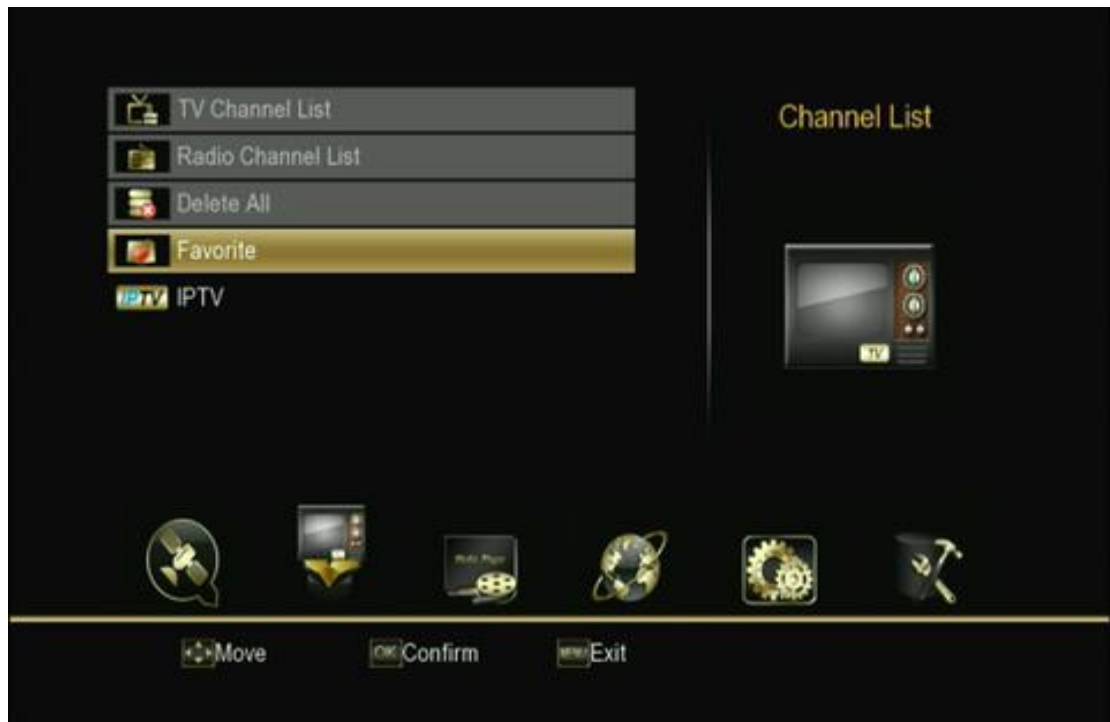 TV Channel List
Channel List
Radio Channel List
Delete All
Favorite
IPTV IPTV
TV
Move OK Confirm MENU Exit